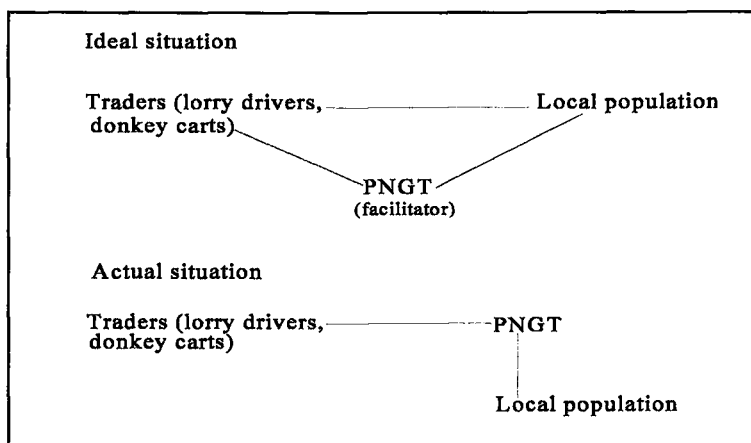 Ideal situation
Traders (lorry drivers,
donkey carts)
Local population
PNGT
(facilitator)
Actual situation
Traders (lorry drivers,
donkey carts)
PNGT
Local population